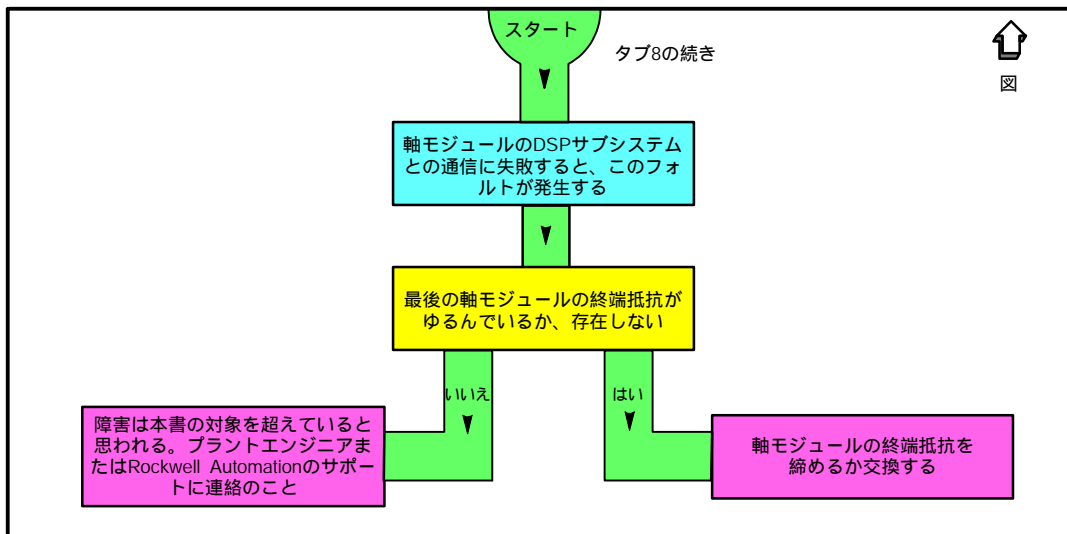 スタート
タブ8の続き
図
軸モジュールのDSPサブシステム
との通信に失敗すると、このフォ
ルトが発生する
最後の軸モジュールの終端抵抗が
ゆるんでいるか、存在しない
いいえ
はい
障害は本書の対象を超えていると
思われる。プラントエンジニアま
たはRockwell Automationのサポー
トに連絡のこと
軸モジュールの終端抵抗を
締めるか交換する